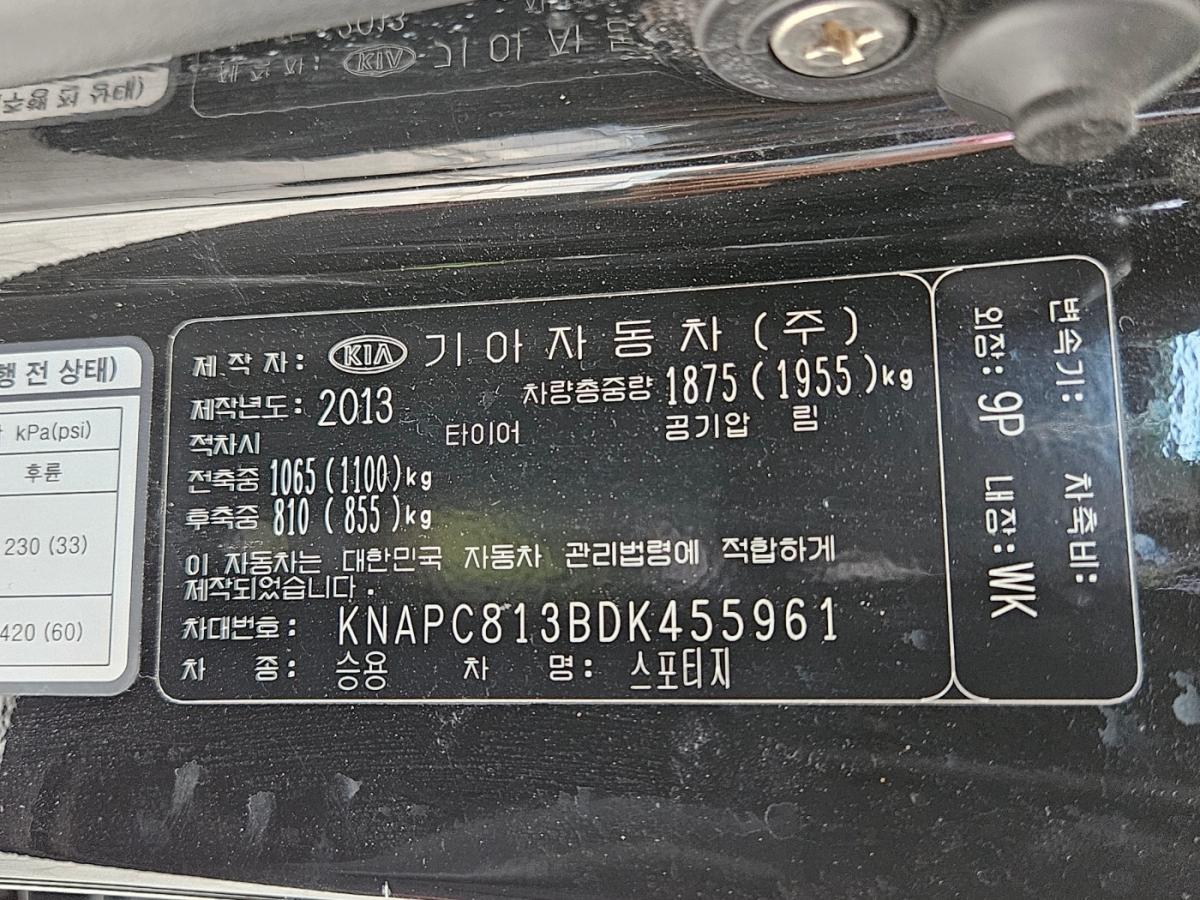 제 작 자 : KIA 기 아 자 동 차 ( 주 )
제작년도 : 2013 차량총중량 1875 ( 1955 ) kg
적차시 타이어 공기압 림
전축중 1065 ( 1100 ) kg
후축중 810 ( 855 ) kg
이 자동차는 대한민국 자동차 관리법령에 적합하게
제작되었습니다 .
차대번호 : KNAPC813BDK455961
차 종 : 승용 차 명 : 스포티지
변속기 : 차축비 :
외장 : 9P 내장 : WK
행 전 상태)
kPa(psi)
후륜
230 (33)
420 (60)